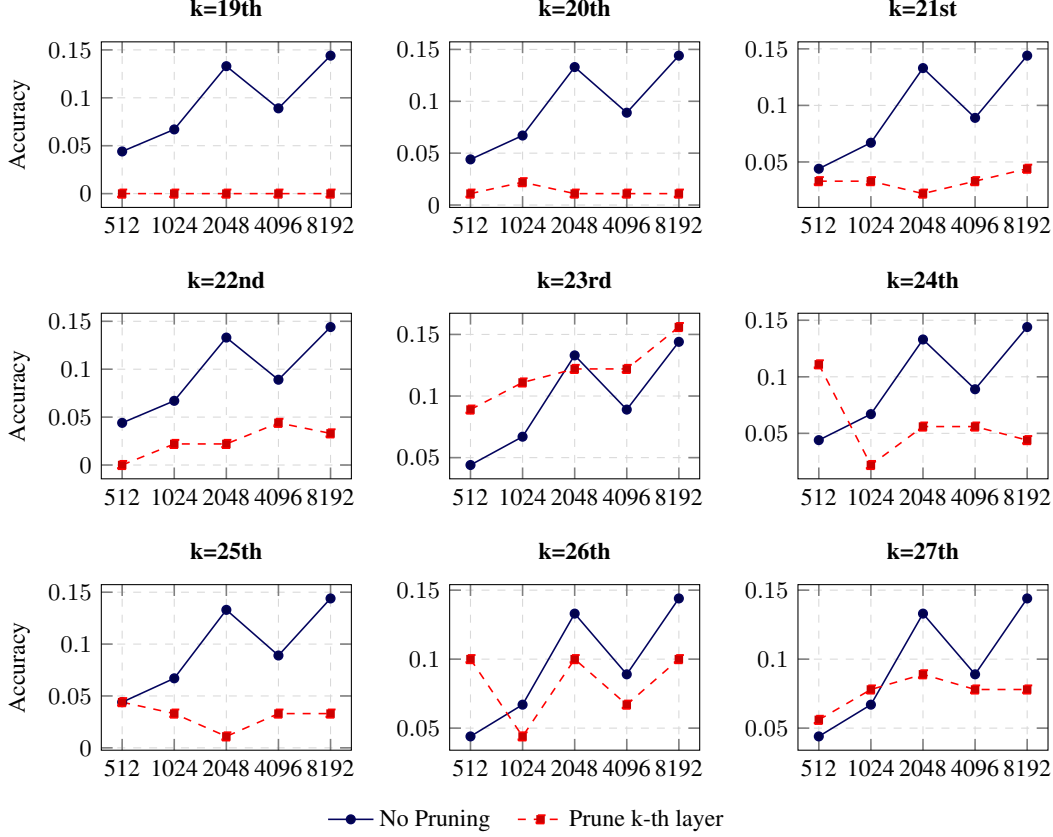 k=19th k=20th k=21st
0.15 0.15 0.15
0.1 0.1 0.1
0.05 0.05 0.05
0 0
Accuracy
512 1024 2048 4096 8192 512 1024 2048 4096 8192 512 1024 2048 4096 8192
k=22nd k=23rd k=24th
0.15 0.15 0.15
0.1 0.1 0.1
0.05 0.05 0.05
0
Accuracy
512 1024 2048 4096 8192 512 1024 2048 4096 8192 512 1024 2048 4096 8192
k=25th k=26th k=27th
0.15 0.15 0.15
0.1 0.1 0.1
0.05 0.05 0.05
0
Accuracy
512 1024 2048 4096 8192 512 1024 2048 4096 8192 512 1024 2048 4096 8192
No Pruning Prune k-th layer